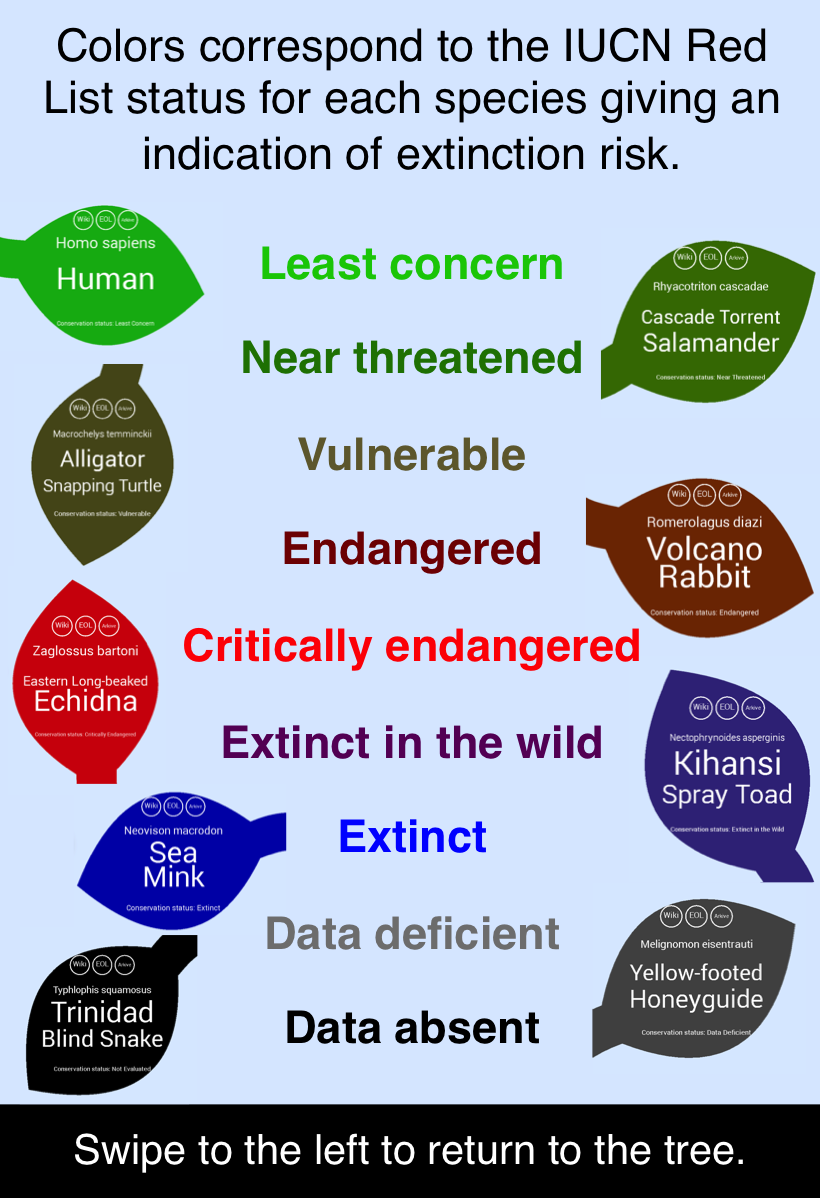 Colors correspond to the IUCN Red
List status for each species giving an
indication of extinction risk.
Wiki EOL Arkive
Homo sapiens
Human
Conservation status: Least Concern
Least concern
Wiki EOL Arkive
Rhyacotriton cascadae
Cascade Torrent
Salamander
Conservation status: Near Threatened
Near threatened
Wiki EOL Arkive
Macrochelys temminckii
Alligator
Snapping Turtle
Conservation status: Vulnerable
Vulnerable
Wiki EOL Arkive
Romerolagus diazi
Volcano
Rabbit
Conservation status: Endangered
Endangered
Wiki EOL Arkive
Zaglossus bartoni
Eastern Long-beaked
Echidna
Conservation status: Critically Endangered
Critically endangered
Wiki EOL Arkive
Nectophrynoides asperginis
Kihansi
Spray Toad
Conservation status: Extinct in the Wild
Extinct in the wild
Wiki EOL Arkive
Neovison macrodon
Sea
Mink
Conservation status: Extinct
Extinct
Wiki EOL Arkive
Melignomon eisentrauti
Yellow-footed
Honeyguide
Conservation status: Data Deficient
Data deficient
Wiki EOL Arkive
Typhlophis squamosus
Trinidad
Blind Snake
Conservation status: Not Evaluated
Data absent
Swipe to the left to return to the tree.